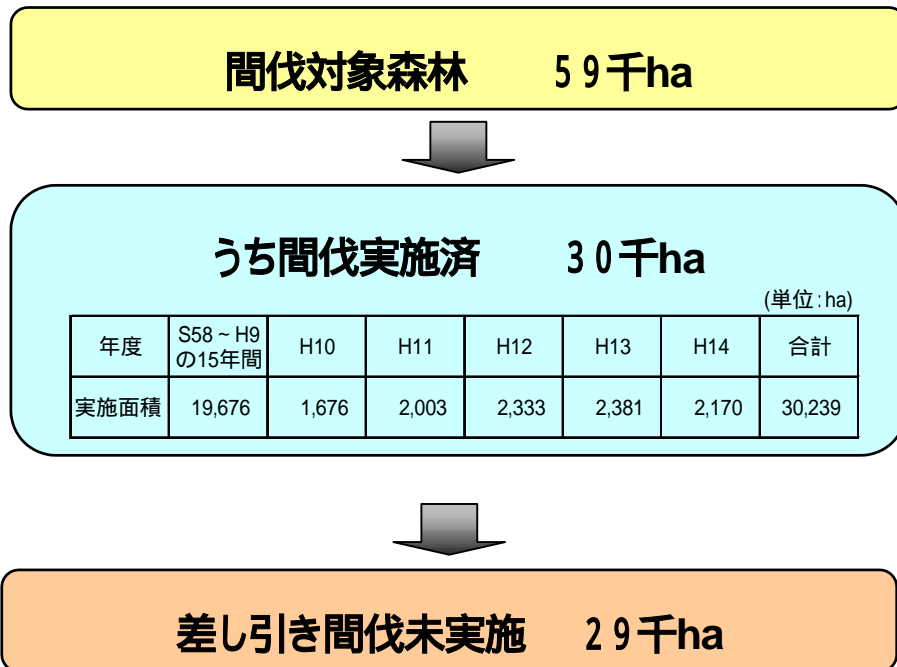 間伐対象森林 59千ha
うち間伐実施済 30千ha
(単位:ha)
年度 S58~H9の15年間 H10 H11 H12 H13 H14 合計
実施面積 19,676 1,676 2,003 2,333 2,381 2,170 30,239
差し引き間伐未実施 29千ha